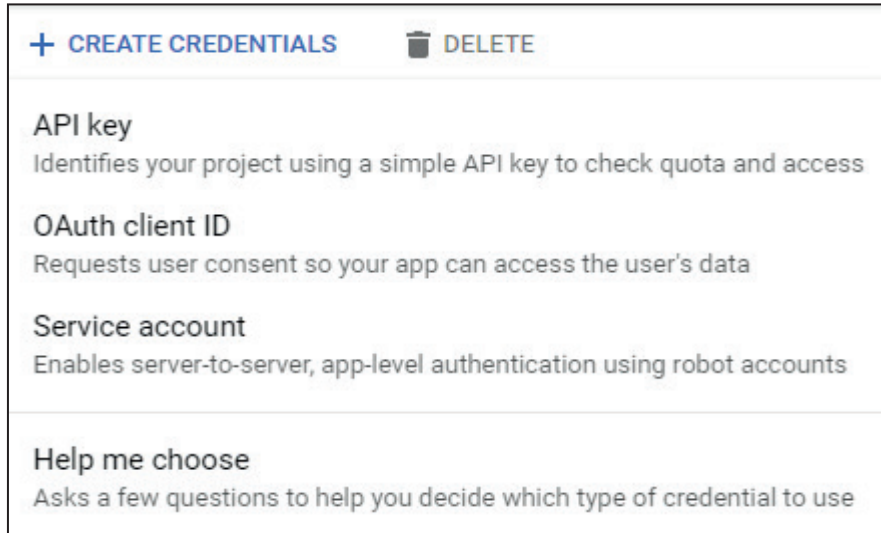 + CREATE CREDENTIALS DELETE
API key
Identifies your project using a simple API key to check quota and access
OAuth client ID
Requests user consent so your app can access the user's data
Service account
Enables server-to-server, app-level authentication using robot accounts
Help me choose
Asks a few questions to help you decide which type of credential to use